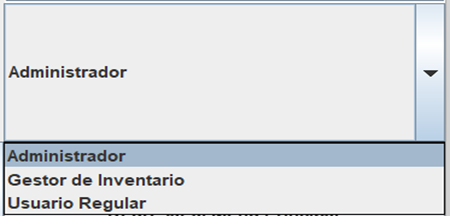 Administrador
Administrador
Gestor de Inventario
Usuario Regular